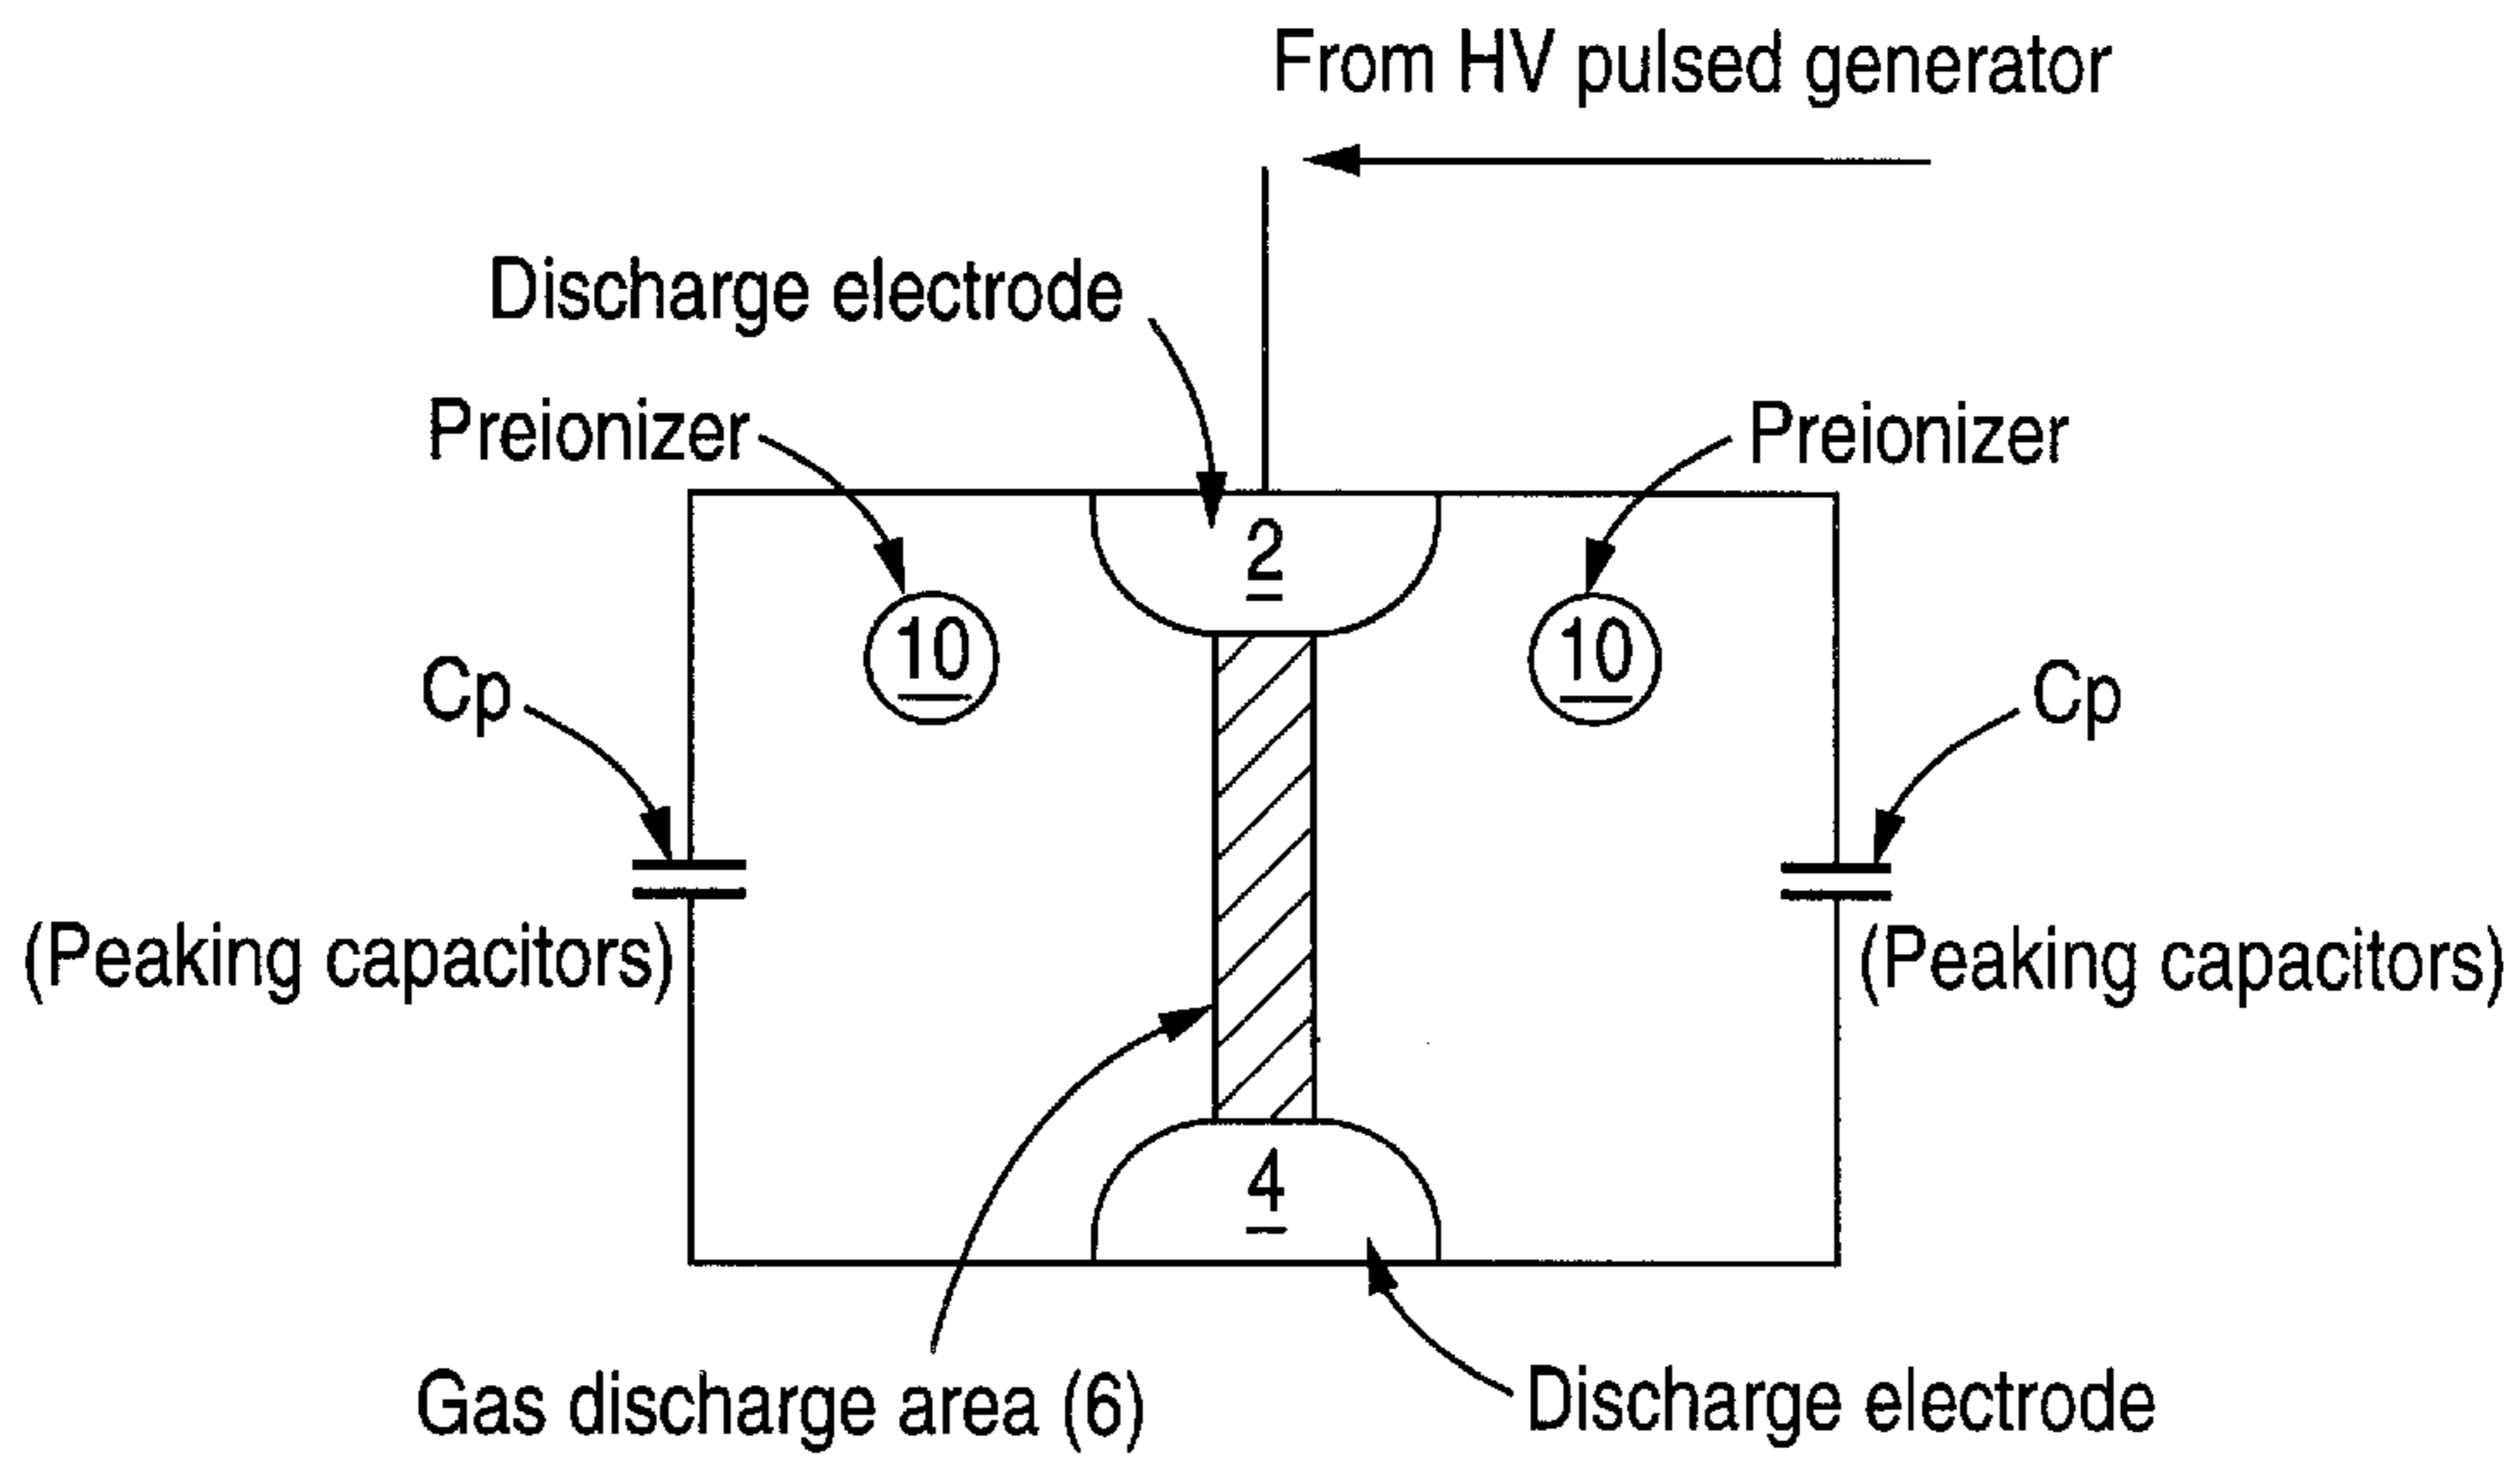 From HV pulsed generator
Discharge electrode
Preionizer
Preionizer
2
10
10
Cp
Cp
(Peaking capacitors)
(Peaking capacitors)
4
Gas discharge area (6)
Discharge electrode